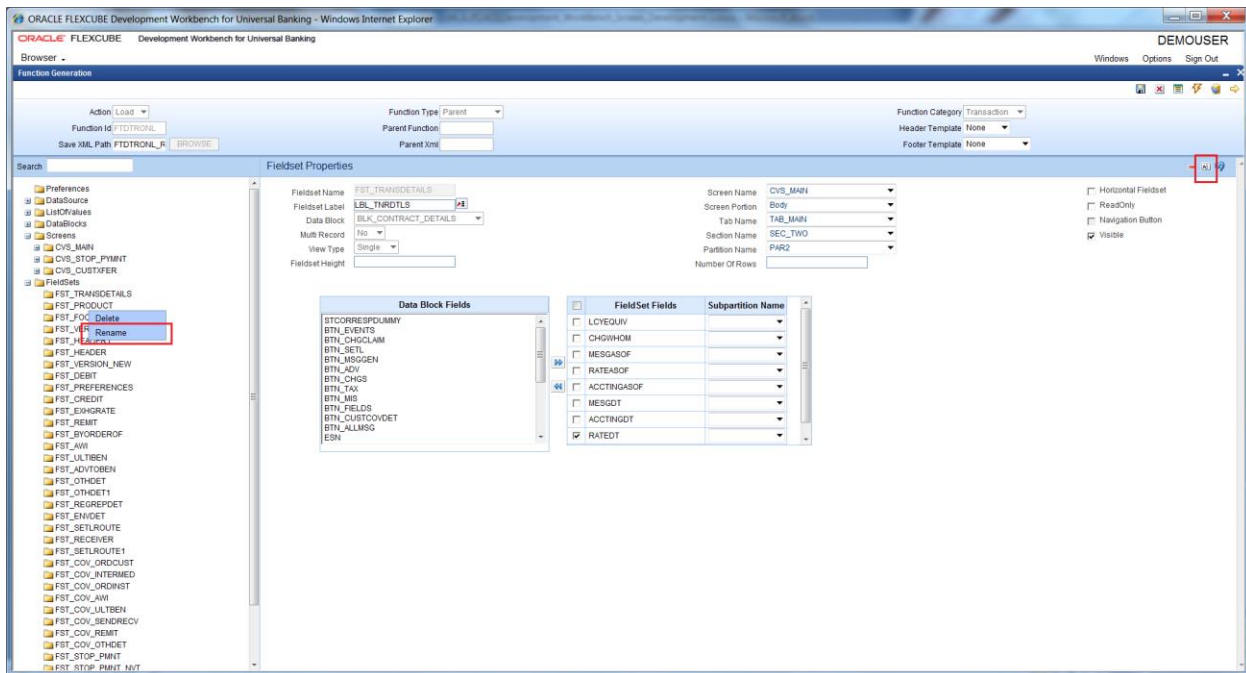 ORACLE FLEXCUBE Development Workbench for Universal Banking - Windows Internet Explorer
ORACLE FLEXCUBE Development Workbench for Universal Banking
DEMOUSER
Browser
Windows Options Sign Out
Function Generation
Action Load
Function Type Parent
Function Category Transaction
Function Id FTDTRONL
Parent Function
Header Template None
Save XML Path FTDTRONL_R BROWSE
Parent Xml
Footer Template None
Search
Fieldset Properties
Preferences
DataSource
ListOfValues
DataBlocks
Screens
CVS_MAIN
CVS_STOP_PYMNT
CVS_CUSTXFER
FieldSets
FST_TRANSDETAILS
FST_PRODUCT
FST_FOO
Delete
FST_VER
Rename
FST_HEADER1
FST_HEADER
FST_VERSION_NEW
FST_DEBIT
FST_PREFERENCES
FST_CREDIT
FST_EXHGRATE
FST_REMIT
FST_BYORDEROF
FST_AWI
FST_ULTIBEN
FST_ADVTOBEN
FST_OTHDET
FST_OTHDET1
FST_REGREPDET
FST_ENVDET
FST_SETLROUTE
FST_RECEIVER
FST_SETLROUTE1
FST_COV_ORDCUST
FST_COV_INTERMED
FST_COV_ORDINST
FST_COV_AWI
FST_COV_ULTBEN
FST_COV_SENDRECV
FST_COV_REMIT
FST_COV_OTHDET
FST_STOP_PMNT
FST_STOP_PMNT_NVT
Fieldset Name FST_TRANSDETAILS
Screen Name CVS_MAIN
Horizontal Fieldset
Fieldset Label LBL_TNRDTLS
Screen Portion Body
ReadOnly
Data Block BLK_CONTRACT_DETAILS
Tab Name TAB_MAIN
Navigation Button
Multi Record No
Section Name SEC_TWO
Visible
View Type Single
Partition Name PAR2
Fieldset Height
Number Of Rows
Data Block Fields
STCORRESPDUMMY
BTN_EVENTS
BTN_CHGCLAIM
BTN_SETL
BTN_MSGGEN
BTN_ADV
BTN_CHGS
BTN_TAX
BTN_MIS
BTN_FIELDS
BTN_CUSTCOVDET
BTN_ALLMSG
ESN
FieldSet Fields Subpartition Name
LCYEQUIV
CHGWHOM
MESGASOF
RATEASOF
ACCTINGASOF
MESGDT
ACCTINGDT
RATEDT